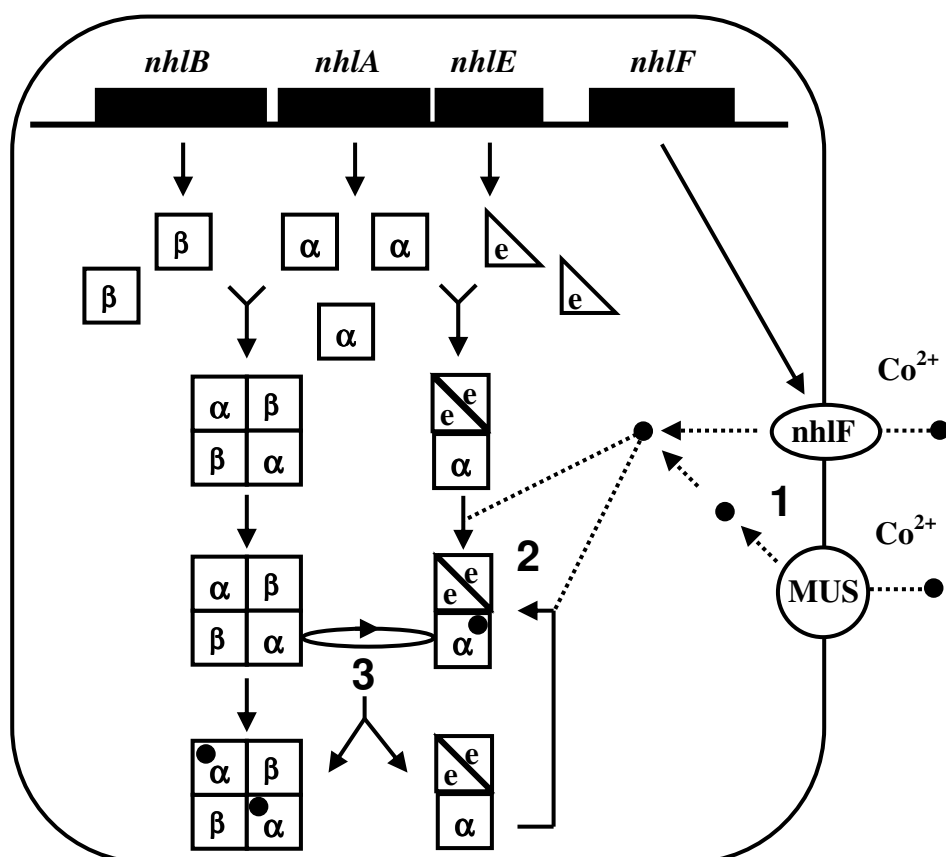 nhlB nhlA nhlE nhlF
β α α e
β e
α
Co²⁺
α β e e
nhlF
β α α
1
Co²⁺
α β e e 2
MUS
β α α
3
α β e e
β α α